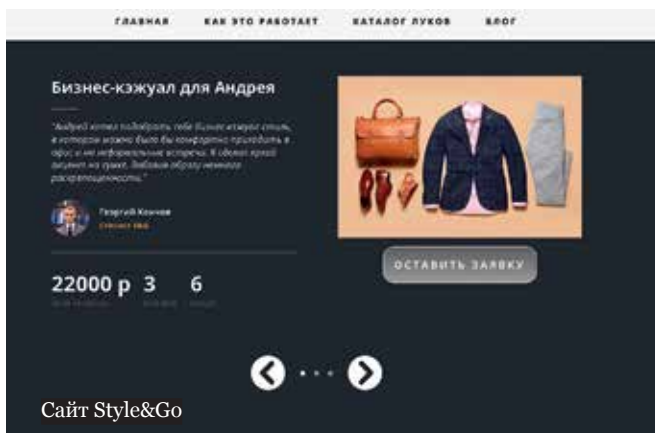 ГЛАВНАЯ КАК ЭТО РАБОТАЕТ КАТАЛОГ ЛУКОВ БЛОГ
Бизнес-кэжуал для Андрея
"Андрей хотел подобрать себе бизнес-кэжуал стиль,
в котором можно было бы комфортно приходить в
офис и на неформальные встречи. Я сделал яркий
акцент на сумке, добавив образу немного
раскрепощенности."
Георгий
ОСТАВИТЬ ЗАЯВКУ
22000 р 3 6
Сайт Style&Go